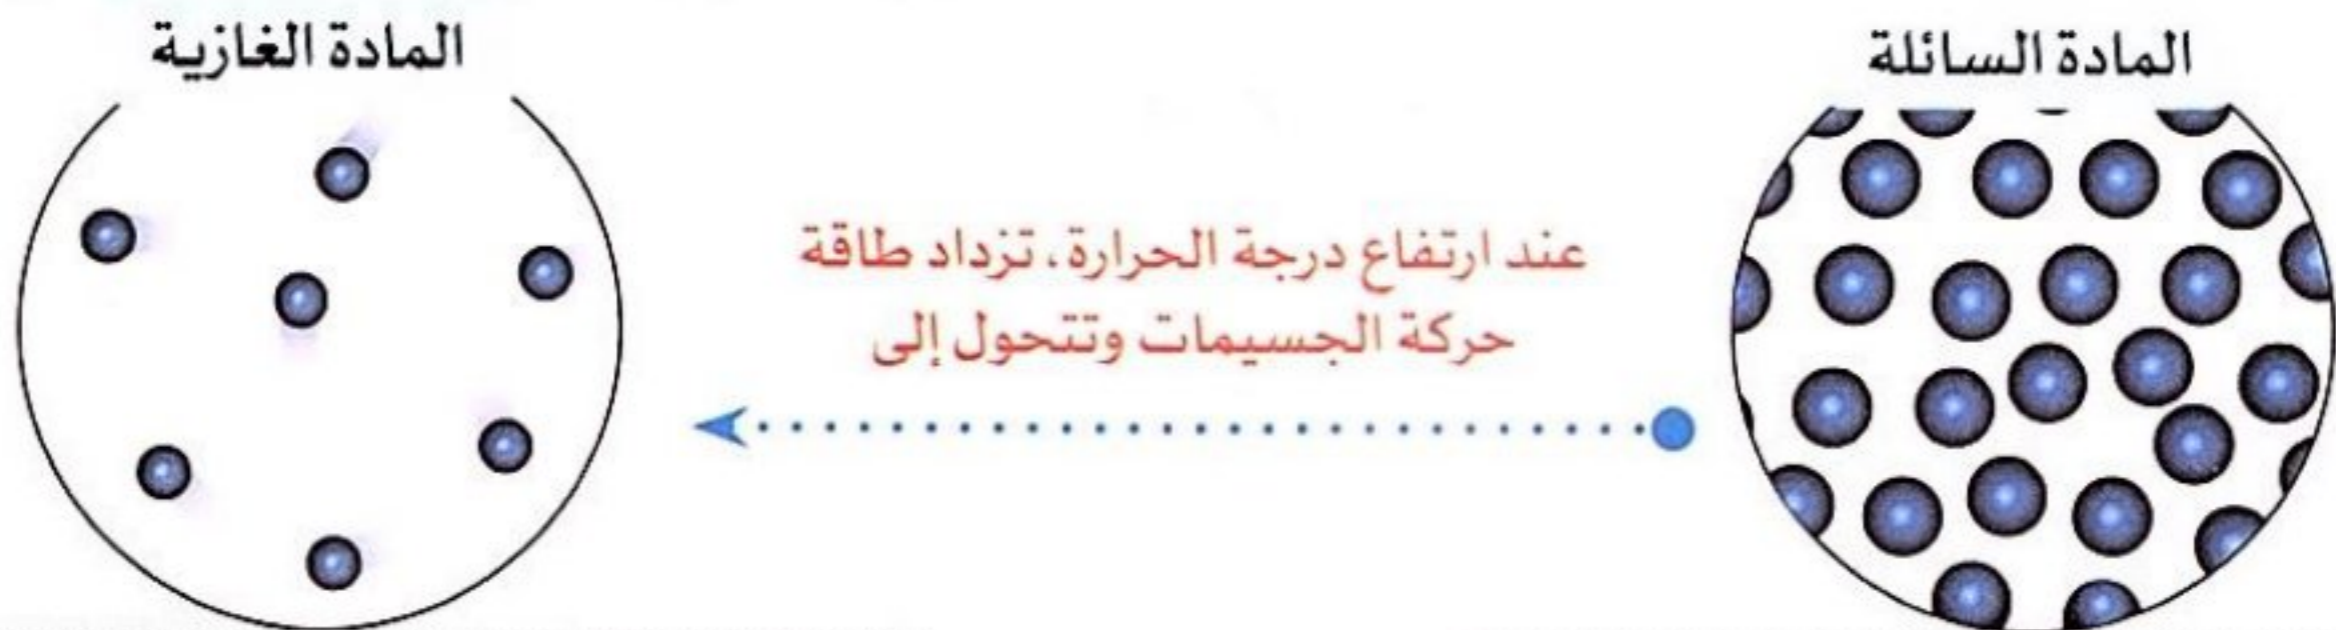 المادة السائلة
عند ارتفاع درجة الحرارة، تزداد طاقة
حركة الجسيمات وتتحول إلى
المادة الغازية